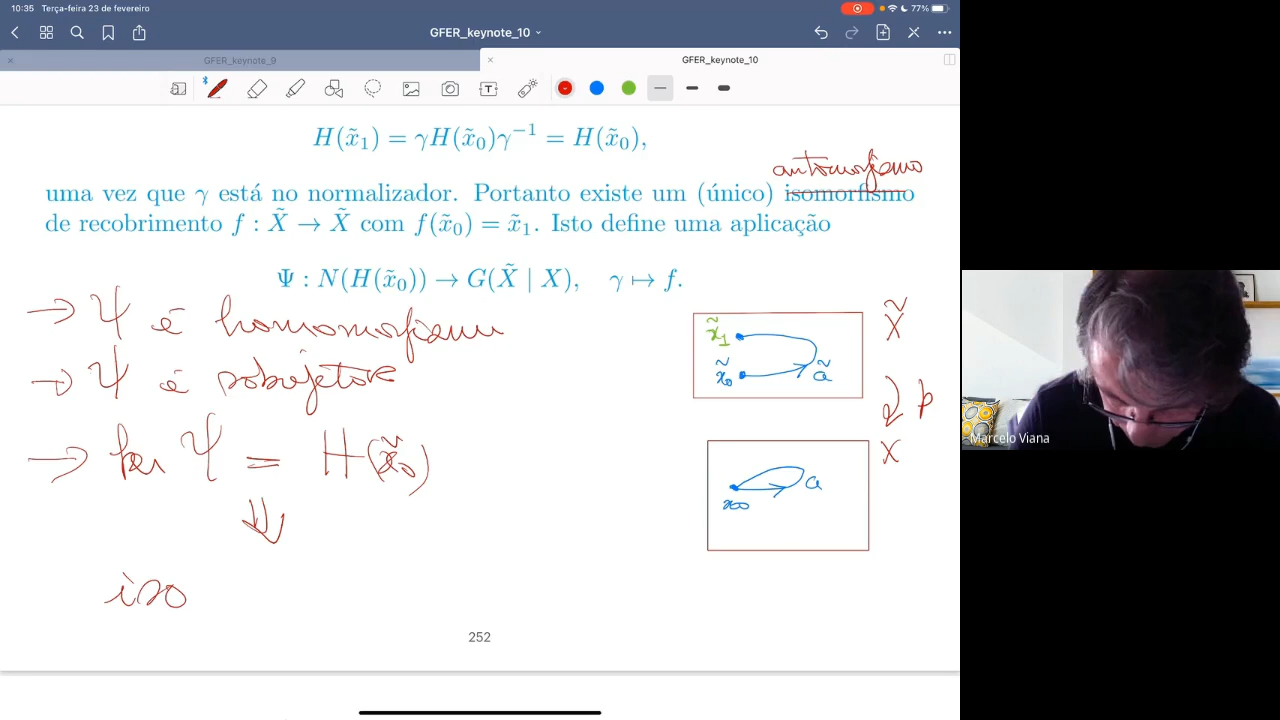 10:35 Terça-feira 23 de fevereiro
77%
GFER_keynote_10
GFER_keynote_9
GFER_keynote_10
H(x̃₁) = γH(x̃₀)γ⁻¹ = H(x̃₀),
automorfismo
uma vez que γ está no normalizador. Portanto existe um (único) isomorfismo
de recobrimento f : X̃ → X̃ com f(x̃₀) = x̃₁. Isto define uma aplicação
Ψ : N(H(x̃₀)) → G(X̃ | X), γ ↦ f.
→ Ψ é homomorfismo
→ Ψ é sobrejetora
→ ker Ψ = H(x̃₀)
⇓
iso
x̃₁
x̃₀
ã
X̃
p
X
a
x₀
252
Marcelo Viana